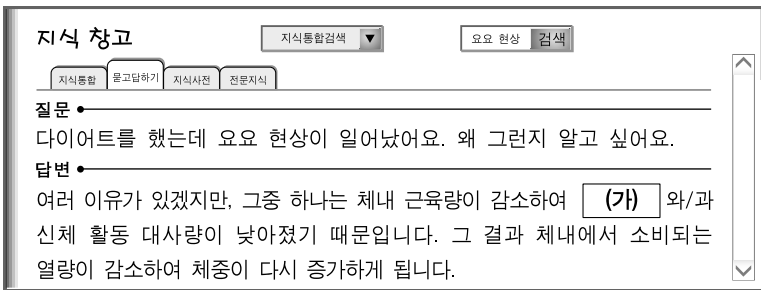 지식 창고
지식통합검색 ▼
요요 현상 검색
지식통합 묻고답하기 지식사전 전문지식
질문
다이어트를 했는데 요요 현상이 일어났어요. 왜 그런지 알고 싶어요.
답변
여러 이유가 있겠지만, 그중 하나는 체내 근육량이 감소하여 (가) 와/과
신체 활동 대사량이 낮아졌기 때문입니다. 그 결과 체내에서 소비되는
열량이 감소하여 체중이 다시 증가하게 됩니다.